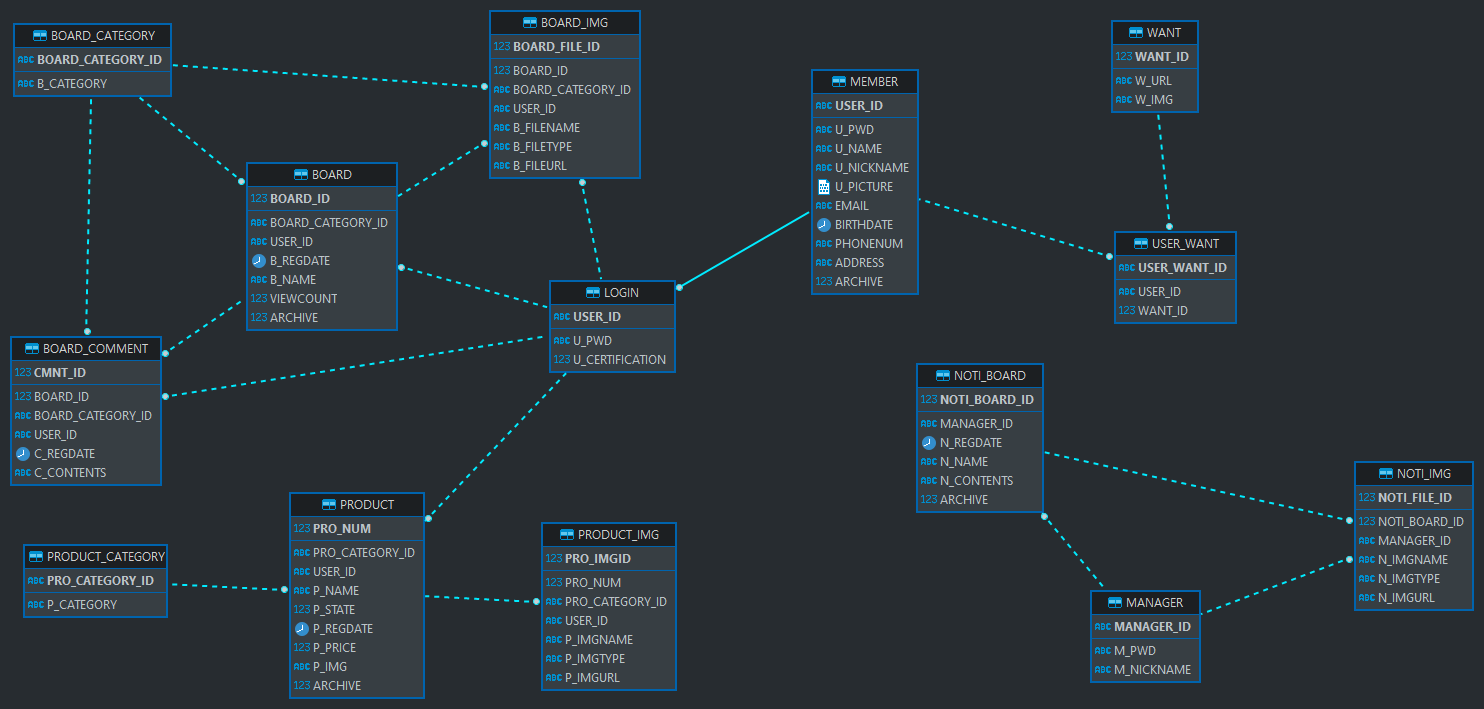 BOARD_CATEGORY
ABC BOARD_CATEGORY_ID
ABC B_CATEGORY
BOARD_IMG
123 BOARD_FILE_ID
123 BOARD_ID
ABC BOARD_CATEGORY_ID
ABC USER_ID
ABC B_FILENAME
ABC B_FILETYPE
ABC B_FILEURL
MEMBER
ABC USER_ID
ABC U_PWD
ABC U_NAME
ABC U_NICKNAME
U_PICTURE
ABC EMAIL
BIRTHDATE
ABC PHONENUM
ABC ADDRESS
123 ARCHIVE
WANT
123 WANT_ID
ABC W_URL
ABC W_IMG
BOARD
123 BOARD_ID
ABC BOARD_CATEGORY_ID
ABC USER_ID
B_REGDATE
ABC B_NAME
123 VIEWCOUNT
123 ARCHIVE
USER_WANT
ABC USER_WANT_ID
ABC USER_ID
123 WANT_ID
LOGIN
ABC USER_ID
ABC U_PWD
123 U_CERTIFICATION
BOARD_COMMENT
123 CMNT_ID
123 BOARD_ID
ABC BOARD_CATEGORY_ID
ABC USER_ID
C_REGDATE
ABC C_CONTENTS
NOTI_BOARD
123 NOTI_BOARD_ID
ABC MANAGER_ID
N_REGDATE
ABC N_NAME
ABC N_CONTENTS
123 ARCHIVE
NOTI_IMG
123 NOTI_FILE_ID
123 NOTI_BOARD_ID
ABC MANAGER_ID
ABC N_IMGNAME
ABC N_IMGTYPE
ABC N_IMGURL
PRODUCT
123 PRO_NUM
ABC PRO_CATEGORY_ID
ABC USER_ID
ABC P_NAME
123 P_STATE
P_REGDATE
123 P_PRICE
ABC P_IMG
123 ARCHIVE
PRODUCT_IMG
123 PRO_IMGID
123 PRO_NUM
ABC PRO_CATEGORY_ID
ABC USER_ID
ABC P_IMGNAME
ABC P_IMGTYPE
ABC P_IMGURL
PRODUCT_CATEGORY
ABC PRO_CATEGORY_ID
ABC P_CATEGORY
MANAGER
ABC MANAGER_ID
ABC M_PWD
ABC M_NICKNAME